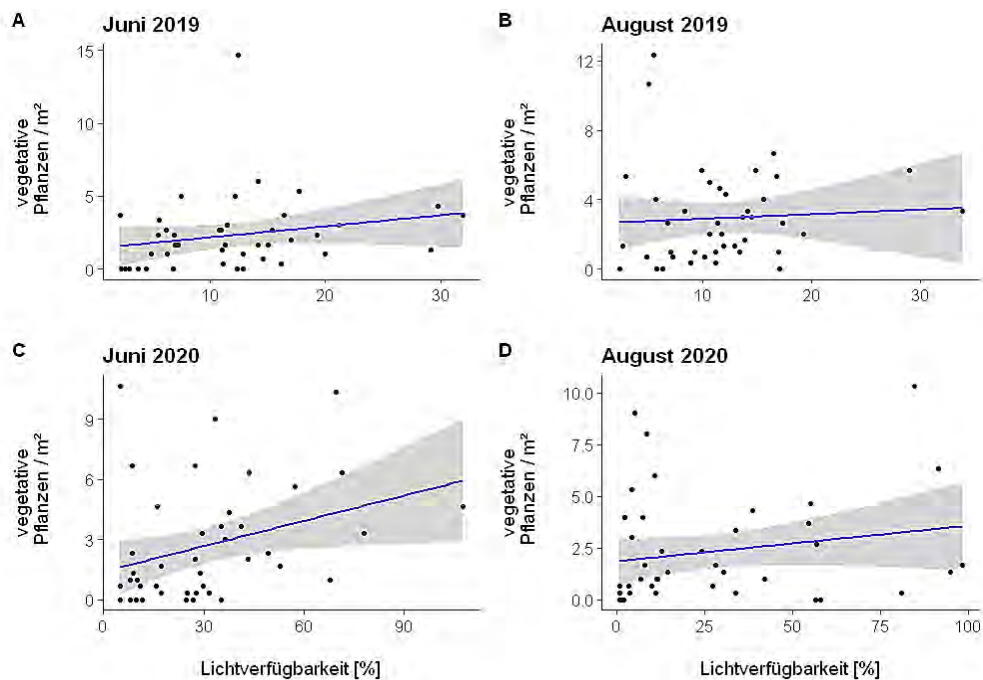 A
Juni 2019
vegetative
Pflanzen / m²
15
10
5
0
10
20
30
B
August 2019
vegetative
Pflanzen / m²
12
8
4
0
10
20
30
C
Juni 2020
vegetative
Pflanzen / m²
9
6
3
0
0
30
60
90
Lichtverfügbarkeit [%]
D
August 2020
vegetative
Pflanzen / m²
10.0
7.5
5.0
2.5
0.0
0
25
50
75
100
Lichtverfügbarkeit [%]